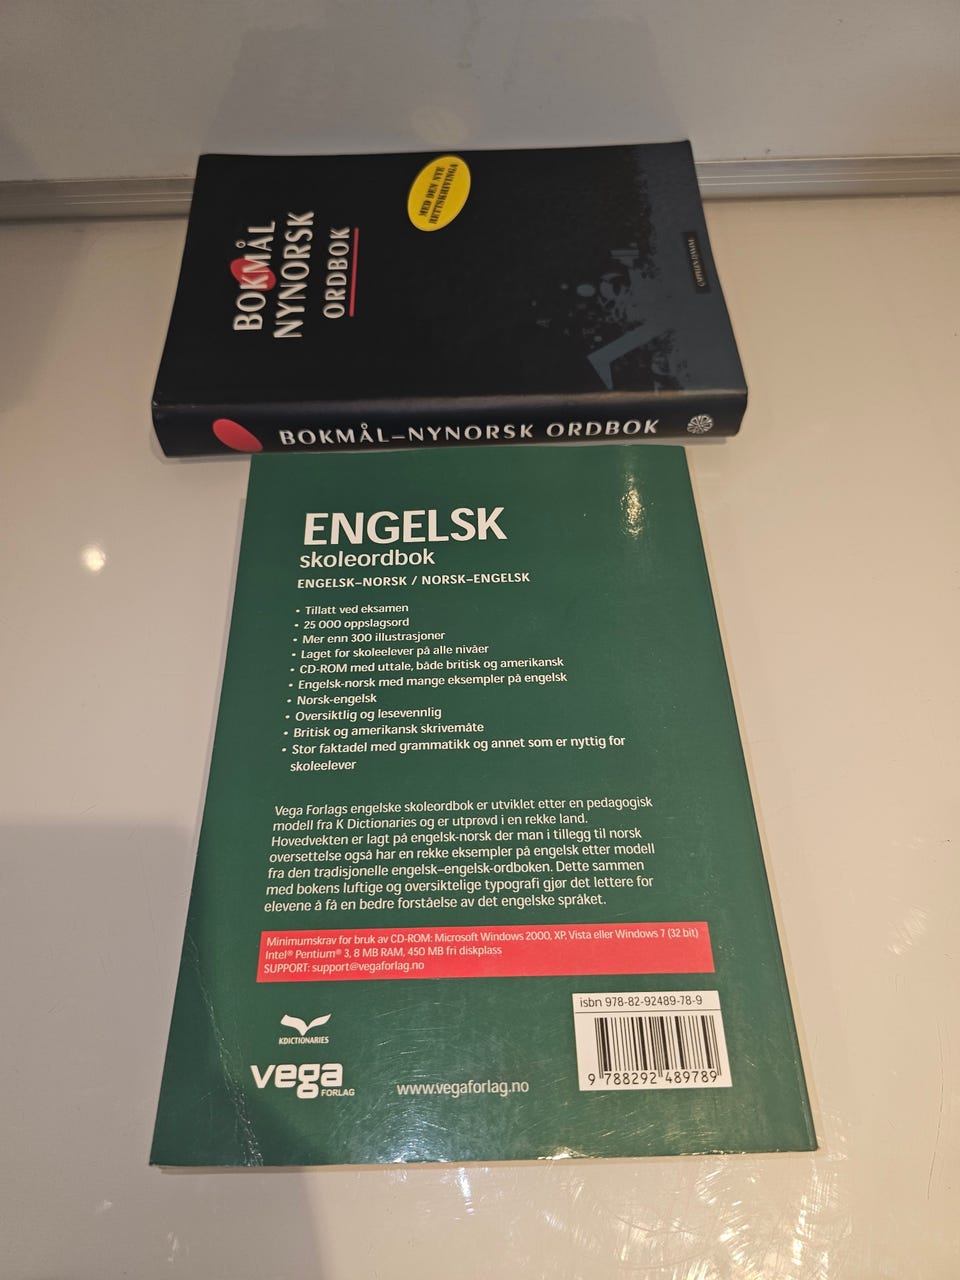 BOKMÅL
NYNORSK
ORDBOK
MED DEN NYE
RETTSKRIVINGA
CAPPELEN DAMM
BOKMÅL–NYNORSK ORDBOK
ENGELSK
skoleordbok
ENGELSK–NORSK / NORSK–ENGELSK
• Tillatt ved eksamen
• 25 000 oppslagsord
• Mer enn 300 illustrasjoner
• Laget for skoleelever på alle nivåer
• CD-ROM med uttale, både britisk og amerikansk
• Engelsk-norsk med mange eksempler på engelsk
• Norsk-engelsk
• Oversiktlig og lesevennlig
• Britisk og amerikansk skrivemåte
• Stor faktadel med grammatikk og annet som er nyttig for
skoleelever
Vega Forlags engelske skoleordbok er utviklet etter en pedagogisk
modell fra K Dictionaries og er utprøvd i en rekke land.
Hovedvekten er lagt på engelsk-norsk der man i tillegg til norsk
oversettelse også har en rekke eksempler på engelsk etter modell
fra den tradisjonelle engelsk–engelsk-ordboken. Dette sammen
med bokens luftige og oversiktelige typografi gjør det lettere for
elevene å få en bedre forståelse av det engelske språket.
Minimumskrav for bruk av CD-ROM: Microsoft Windows 2000, XP, Vista eller Windows 7 (32 bit)
Intel® Pentium® 3, 8 MB RAM, 450 MB fri diskplass
SUPPORT: support@vegaforlag.no
KDICTIONARIES
vega
FORLAG
www.vegaforlag.no
isbn 978-82-92489-78-9
9 788292 489789